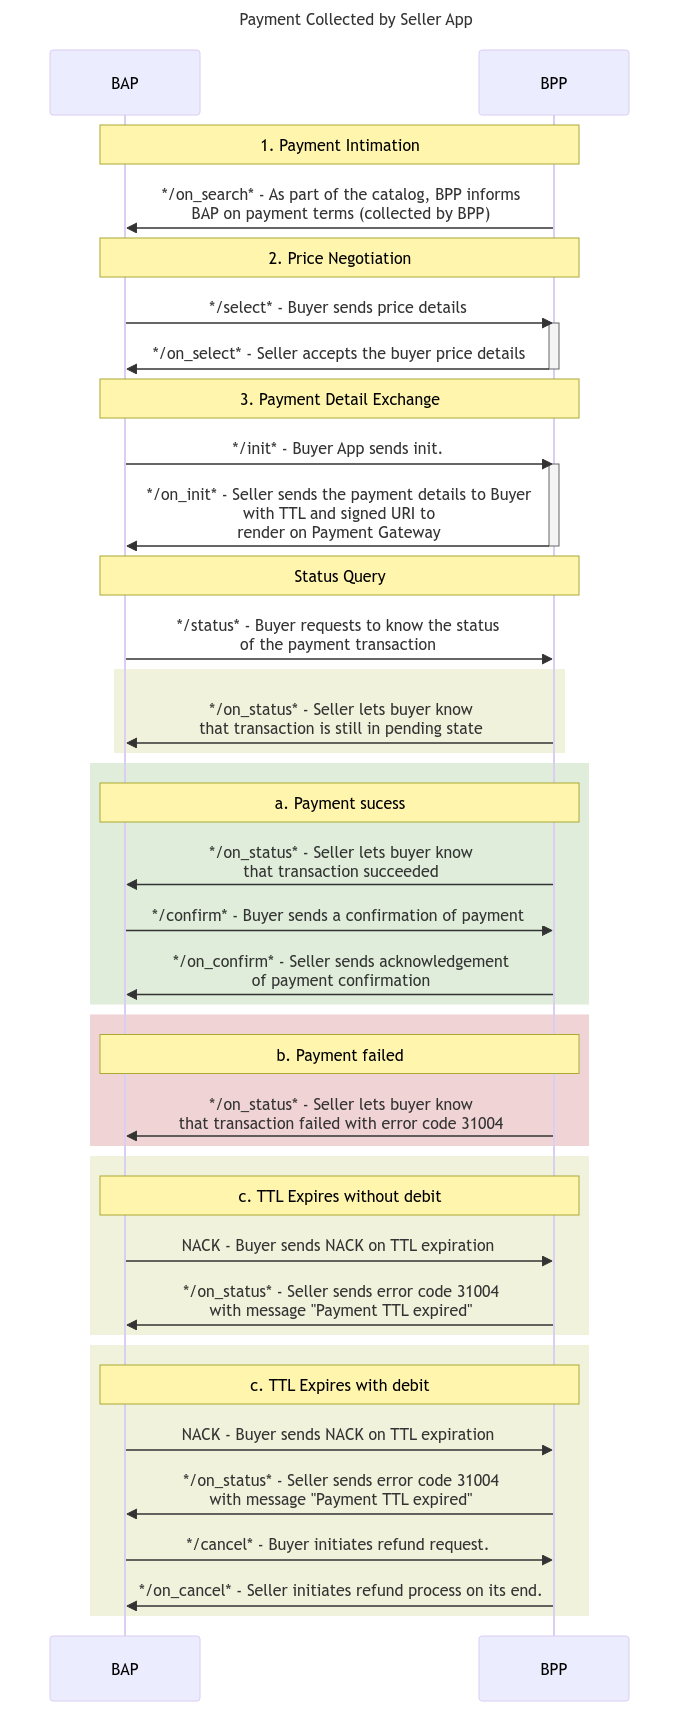 Payment Collected by Seller App
BAP
BPP
1. Payment Intimation
*/on_search* - As part of the catalog, BPP informs
BAP on payment terms (collected by BPP)
2. Price Negotiation
*/select* - Buyer sends price details
*/on_select* - Seller accepts the buyer price details
3. Payment Detail Exchange
*/init* - Buyer App sends init.
*/on_init* - Seller sends the payment details to Buyer
with TTL and signed URI to
render on Payment Gateway
Status Query
*/status* - Buyer requests to know the status
of the payment transaction
*/on_status* - Seller lets buyer know
that transaction is still in pending state
a. Payment sucess
*/on_status* - Seller lets buyer know
that transaction succeeded
*/confirm* - Buyer sends a confirmation of payment
*/on_confirm* - Seller sends acknowledgement
of payment confirmation
b. Payment failed
*/on_status* - Seller lets buyer know
that transaction failed with error code 31004
c. TTL Expires without debit
NACK - Buyer sends NACK on TTL expiration
*/on_status* - Seller sends error code 31004
with message "Payment TTL expired"
c. TTL Expires with debit
NACK - Buyer sends NACK on TTL expiration
*/on_status* - Seller sends error code 31004
with message "Payment TTL expired"
*/cancel* - Buyer initiates refund request.
*/on_cancel* - Seller initiates refund process on its end.
BAP
BPP